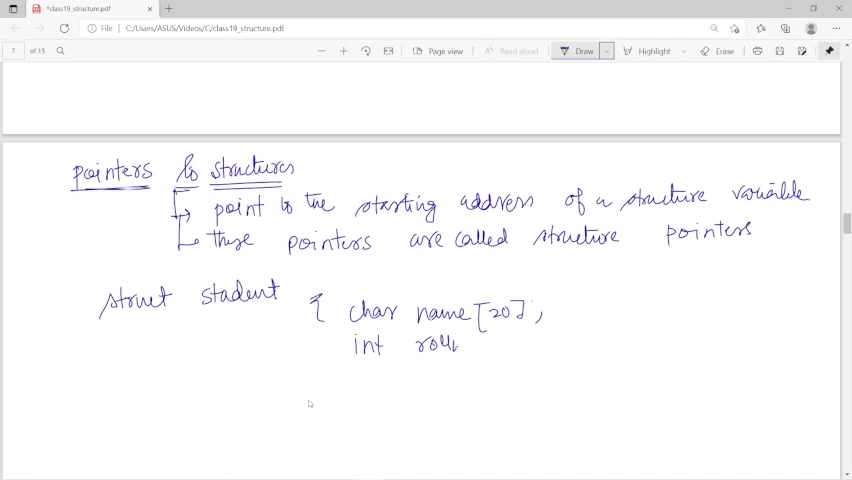 *class19_structure.pdf
File | C:/Users/ASUS/Videos/C/class19_structure.pdf
7 of 13 Page view Read aloud Draw Highlight Erase
pointers to structures
→ point to the starting address of a structure variable
→ these pointers are called structure pointers
struct student { char name[20];
int roll